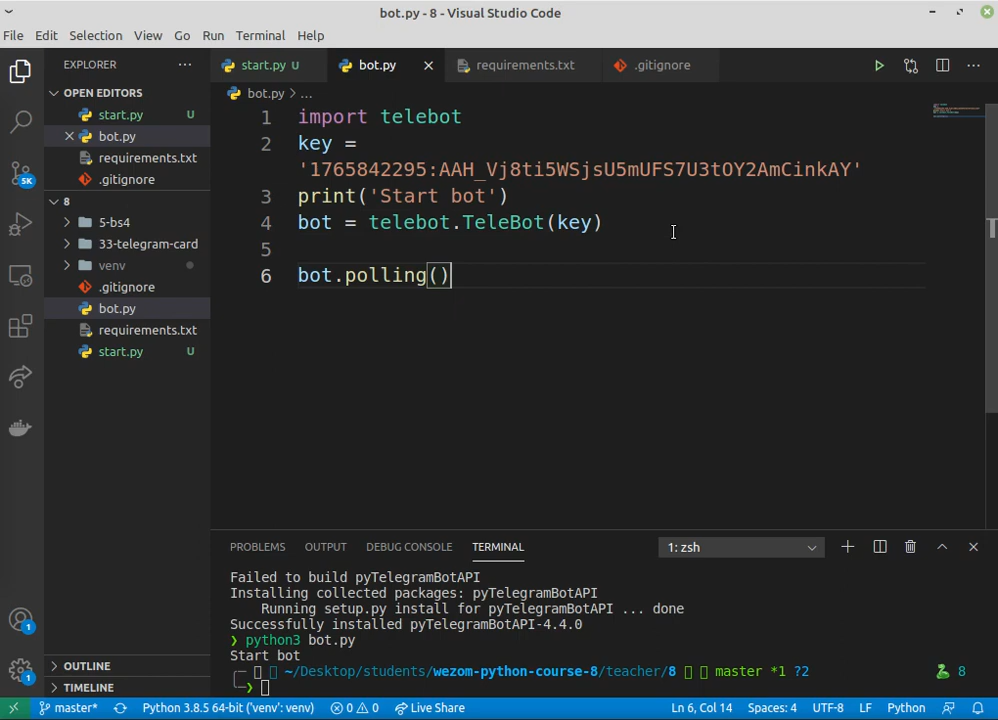 bot.py - 8 - Visual Studio Code
File Edit Selection View Go Run Terminal Help
EXPLORER
start.py U
bot.py
requirements.txt
.gitignore
OPEN EDITORS
start.py U
bot.py
requirements.txt
.gitignore
8
5-bs4
33-telegram-card
venv
.gitignore
bot.py
requirements.txt
start.py U
OUTLINE
TIMELINE
5K
1
1
bot.py > ...
1 import telebot
2 key =
'1765842295:AAH_Vj8ti5WSjsU5mUFS7U3tOY2AmCinkAY'
3 print('Start bot')
4 bot = telebot.TeleBot(key)
5
6 bot.polling()
PROBLEMS OUTPUT DEBUG CONSOLE TERMINAL 1: zsh
Failed to build pyTelegramBotAPI
Installing collected packages: pyTelegramBotAPI
Running setup.py install for pyTelegramBotAPI ... done
Successfully installed pyTelegramBotAPI-4.4.0
❯ python3 bot.py
Start bot
~/Desktop/students/wezom-python-course-8/teacher/8 master *1 ?2 8
master* Python 3.8.5 64-bit ('venv': venv) 0 0 Live Share Ln 6, Col 14 Spaces: 4 UTF-8 LF Python